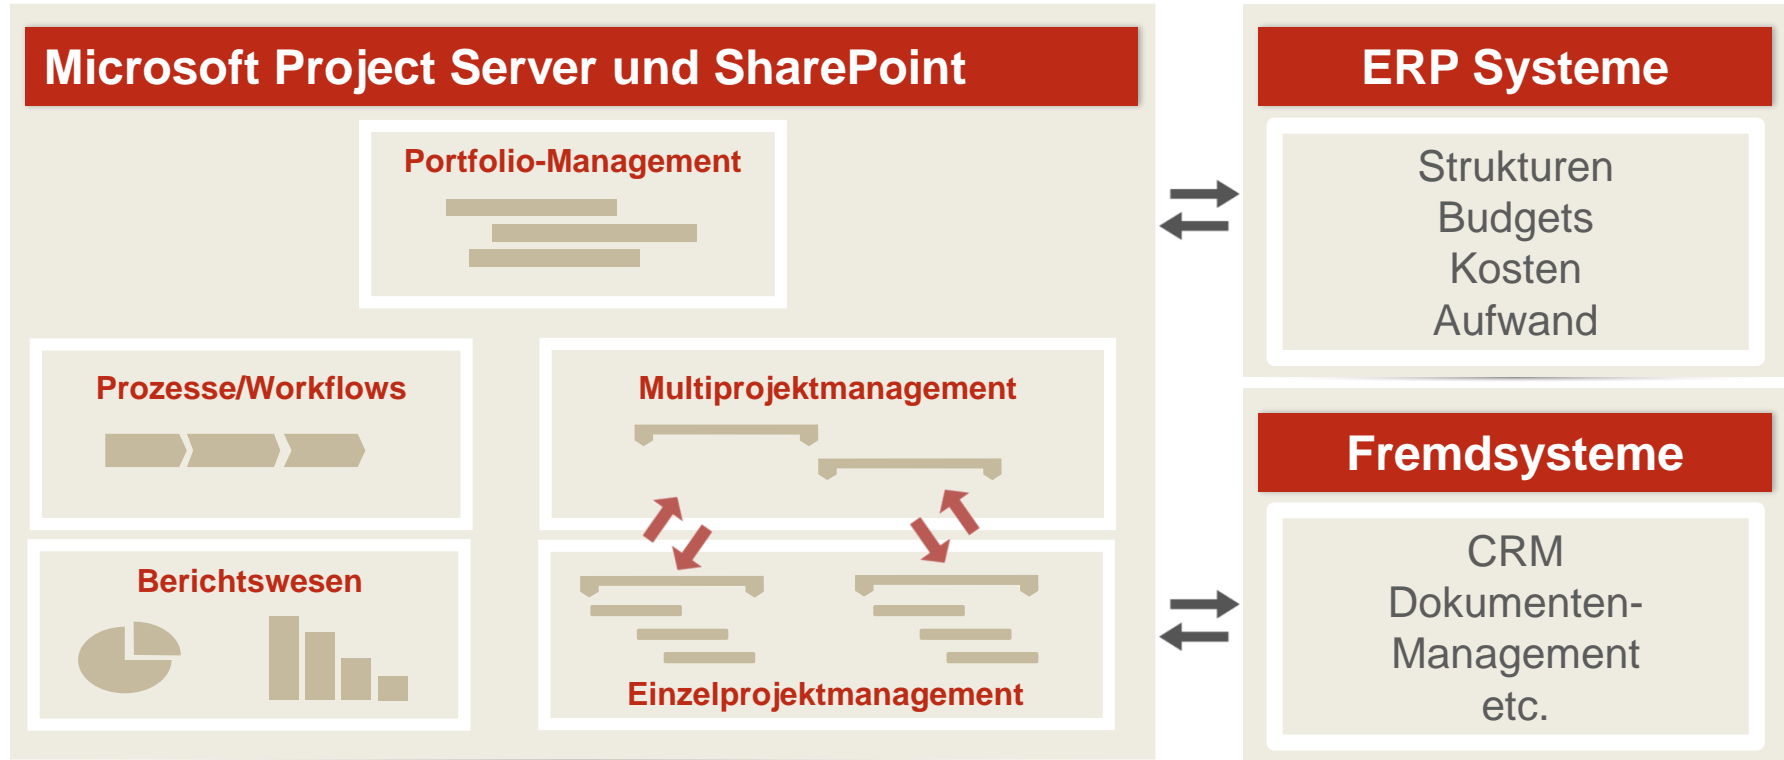 Microsoft Project Server und SharePoint
Portfolio-Management
Prozesse/Workflows
Multiprojektmanagement
Berichtswesen
Einzelprojektmanagement
ERP Systeme
Strukturen
Budgets
Kosten
Aufwand
Fremdsysteme
CRM
Dokumenten-
Management
etc.